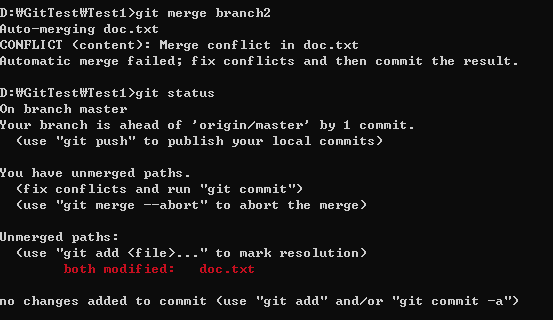 D:₩GitTest₩Test1>git merge branch2
Auto-merging doc.txt
CONFLICT (content): Merge conflict in doc.txt
Automatic merge failed; fix conflicts and then commit the result.
D:₩GitTest₩Test1>git status
On branch master
Your branch is ahead of 'origin/master' by 1 commit.
(use "git push" to publish your local commits)
You have unmerged paths.
(fix conflicts and run "git commit")
(use "git merge --abort" to abort the merge)
Unmerged paths:
(use "git add <file>..." to mark resolution)
both modified:   doc.txt
no changes added to commit (use "git add" and/or "git commit -a")